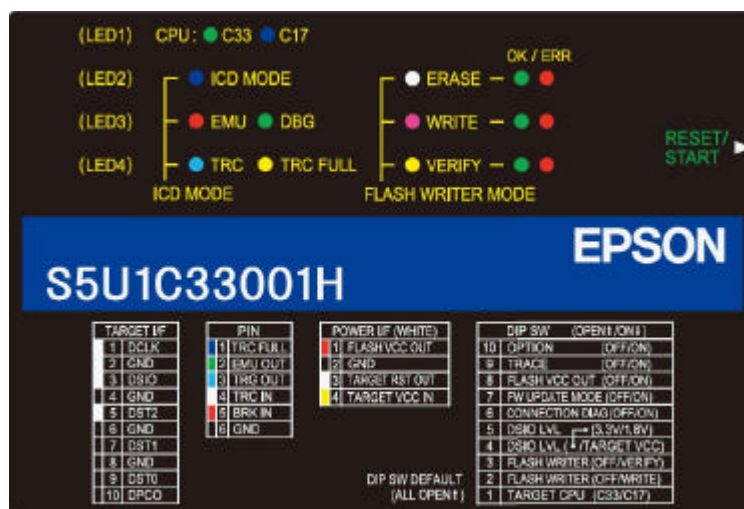 (LED1) CPU: C33 C17
OK / ERR
(LED2) ICD MODE ERASE
(LED3) EMU DBG WRITE
(LED4) TRC TRC FULL VERIFY
RESET/
START
ICD MODE FLASH WRITER MODE
EPSON
S5U1C33001H
TARGET I/F
1 DCLK
2 GND
3 DSIO
4 GND
5 DST2
6 GND
7 DST1
8 GND
9 DST0
10 DPCO
PIN
1 TRC FULL
2 EMU OUT
3 TRG OUT
4 TRC IN
5 BRK IN
6 GND
POWER I/F (WHITE)
1 FLASH VCC OUT
2 GND
3 TARGET RST OUT
4 TARGET VCC IN
DIP SW (OPEN⬆/ON⬇)
10 OPTION (OFF/ON)
9 TRACE (OFF/ON)
8 FLASH VCC OUT (OFF/ON)
7 FW UPDATE MODE (OFF/ON)
6 CONNECTION DIAG (OFF/ON)
5 DSIO LVL (3.3V/1.8V)
4 DSIO LVL ( /TARGET VCC)
3 FLASH WRITER (OFF/VERIFY)
2 FLASH WRITER (OFF/WRITE)
1 TARGET CPU (C33/C17)
DIP SW DEFAULT
(ALL OPEN⬆)